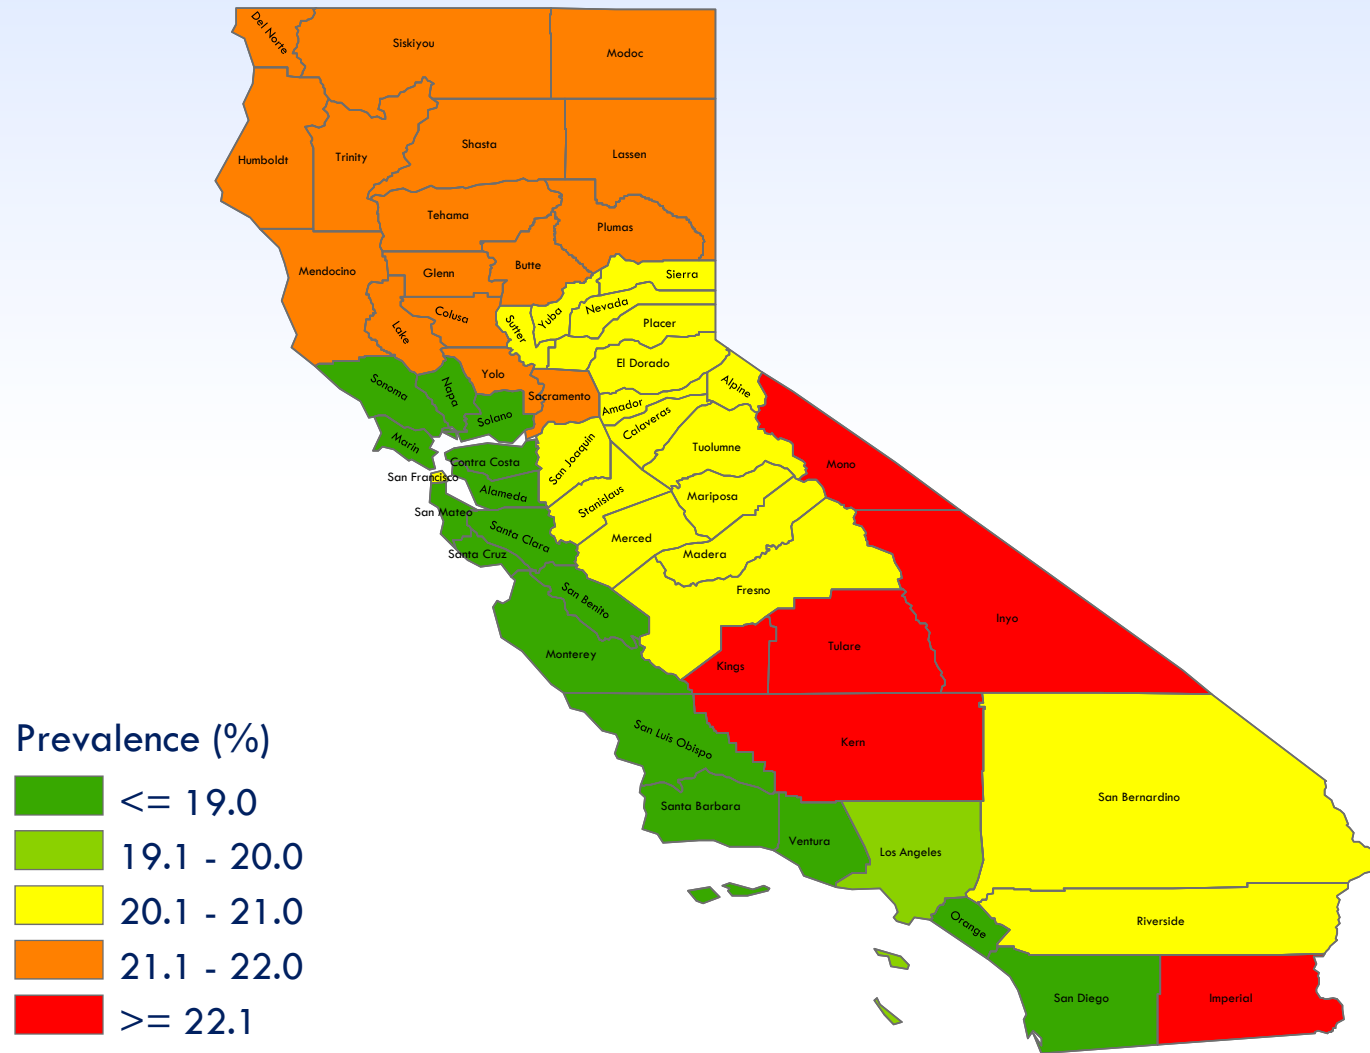 Del Norte
Siskiyou
Modoc
Humboldt
Trinity
Shasta
Lassen
Tehama
Plumas
Mendocino
Glenn
Butte
Sierra
Lake
Colusa
Sutter
Yuba
Nevada
Placer
El Dorado
Sonoma
Napa
Yolo
Sacramento
Alpine
Amador
Solano
Marin
Calaveras
Tuolumne
Contra Costa
San Joaquin
Mono
San Francisco
Alameda
Stanislaus
Mariposa
San Mateo
Santa Clara
Merced
Santa Cruz
Madera
San Benito
Fresno
Inyo
Monterey
Kings
Tulare
San Luis Obispo
Kern
Santa Barbara
Ventura
Los Angeles
San Bernardino
Orange
Riverside
San Diego
Imperial
Prevalence (%)
<= 19.0
19.1 - 20.0
20.1 - 21.0
21.1 - 22.0
>= 22.1